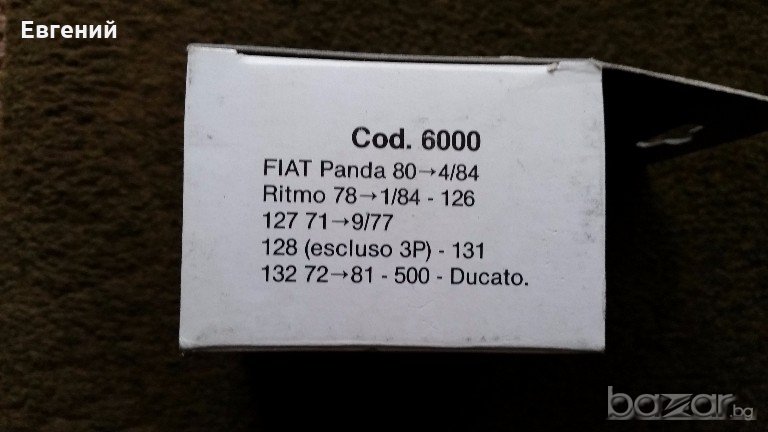 Евгений
Cod. 6000
FIAT Panda 80→4/84
Ritmo 78→1/84 - 126
127 71→9/77
128 (escluso 3P) - 131
132 72→81 - 500 - Ducato.
bazar.bg